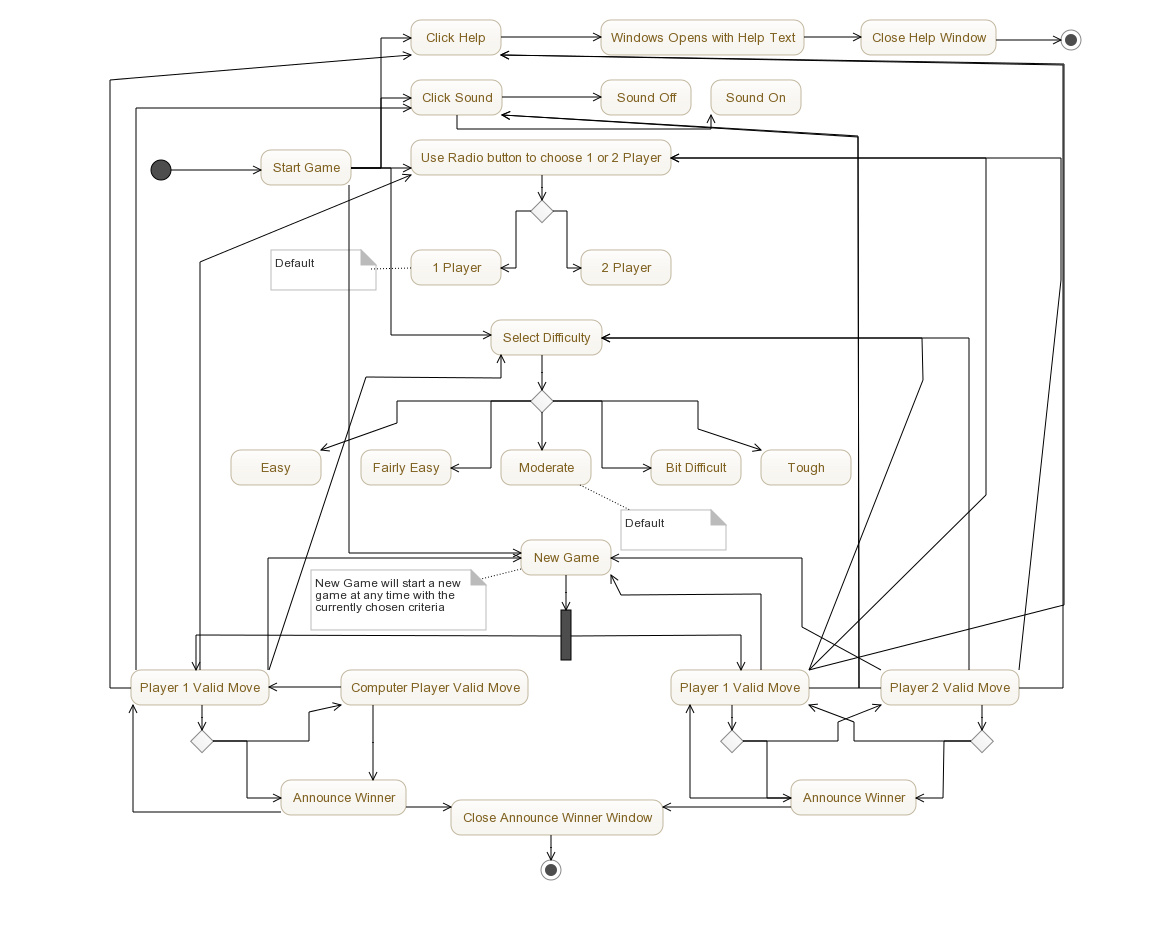 Click Help
Windows Opens with Help Text
Close Help Window
Click Sound
Sound Off
Sound On
Use Radio button to choose 1 or 2 Player
Start Game
Default
1 Player
2 Player
Select Difficulty
Easy
Fairly Easy
Moderate
Bit Difficult
Tough
Default
New Game
New Game will start a new
game at any time with the
currently chosen criteria
Player 1 Valid Move
Computer Player Valid Move
Player 1 Valid Move
Player 2 Valid Move
Announce Winner
Announce Winner
Close Announce Winner Window